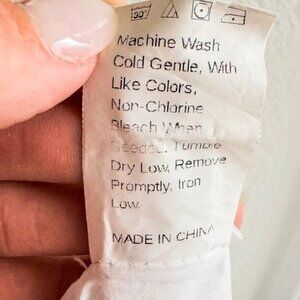 30°
Machine Wash
Cold Gentle, With
Like Colors,
Non-Chlorine
Bleach When
Needed, Tumble
Dry Low, Remove
Promptly, Iron
Low.
MADE IN CHINA